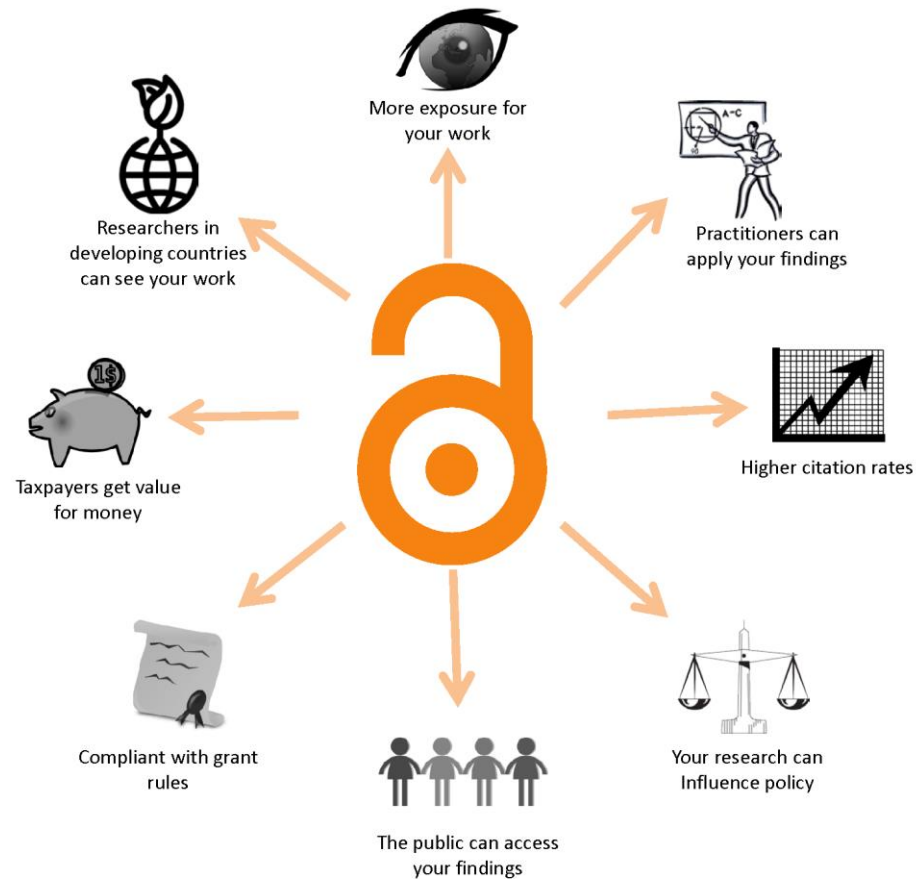 More exposure for
your work
A-C
90
Practitioners can
apply your findings
Higher citation rates
Your research can
Influence policy
The public can access
your findings
Compliant with grant
rules
1$
Taxpayers get value
for money
Researchers in
developing countries
can see your work